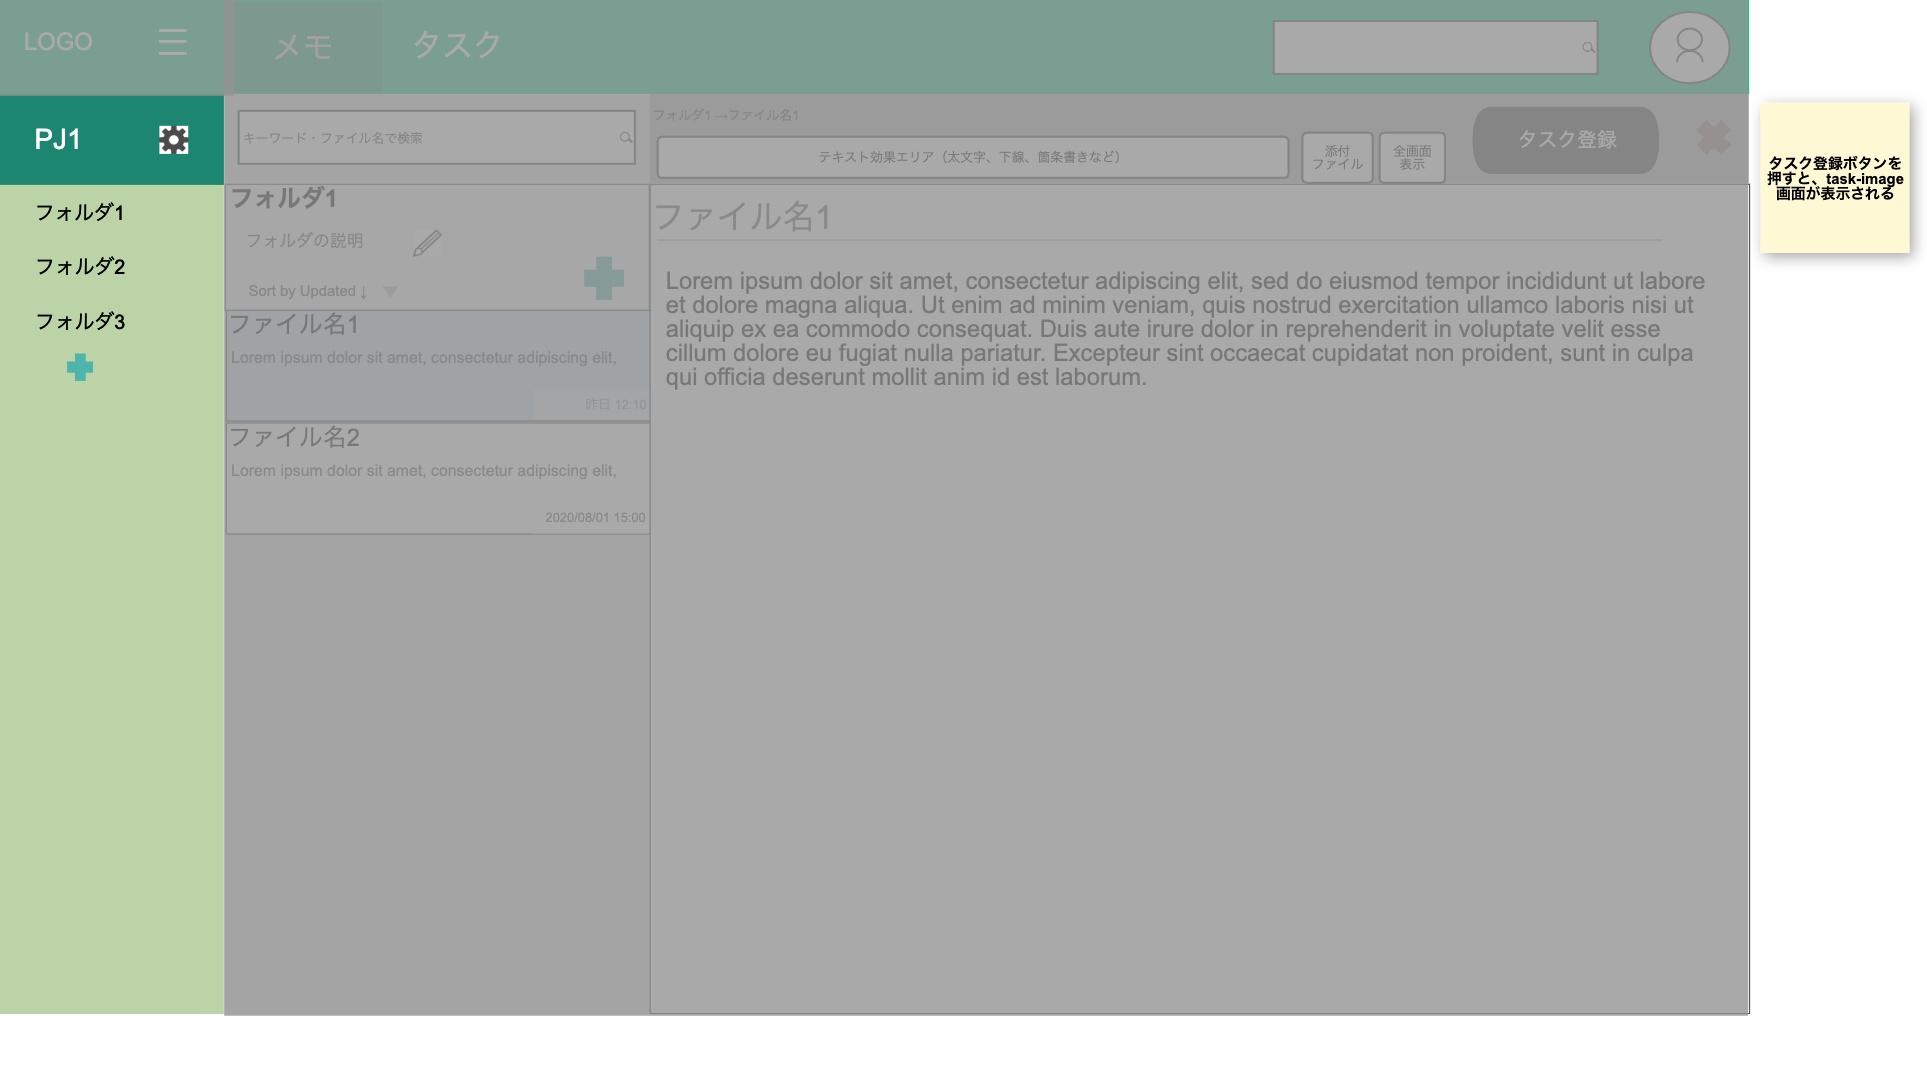 LOGO
メモ
タスク
PJ1
キーワード・ファイル名で検索
フォルダ1→ファイル名1
テキスト効果エリア（太文字、下線、箇条書きなど）
添付
ファイル
全画面
表示
タスク登録
タスク登録ボタンを
押すと、task-image
画面が表示される
フォルダ1
フォルダ2
フォルダ3
フォルダ1
フォルダの説明
Sort by Updated ↓
ファイル名1
Lorem ipsum dolor sit amet, consectetur adipiscing elit,
昨日 12:10
ファイル名2
Lorem ipsum dolor sit amet, consectetur adipiscing elit,
2020/08/01 15:00
ファイル名1
Lorem ipsum dolor sit amet, consectetur adipiscing elit, sed do eiusmod tempor incididunt ut labore
et dolore magna aliqua. Ut enim ad minim veniam, quis nostrud exercitation ullamco laboris nisi ut
aliquip ex ea commodo consequat. Duis aute irure dolor in reprehenderit in voluptate velit esse
cillum dolore eu fugiat nulla pariatur. Excepteur sint occaecat cupidatat non proident, sunt in culpa
qui officia deserunt mollit anim id est laborum.